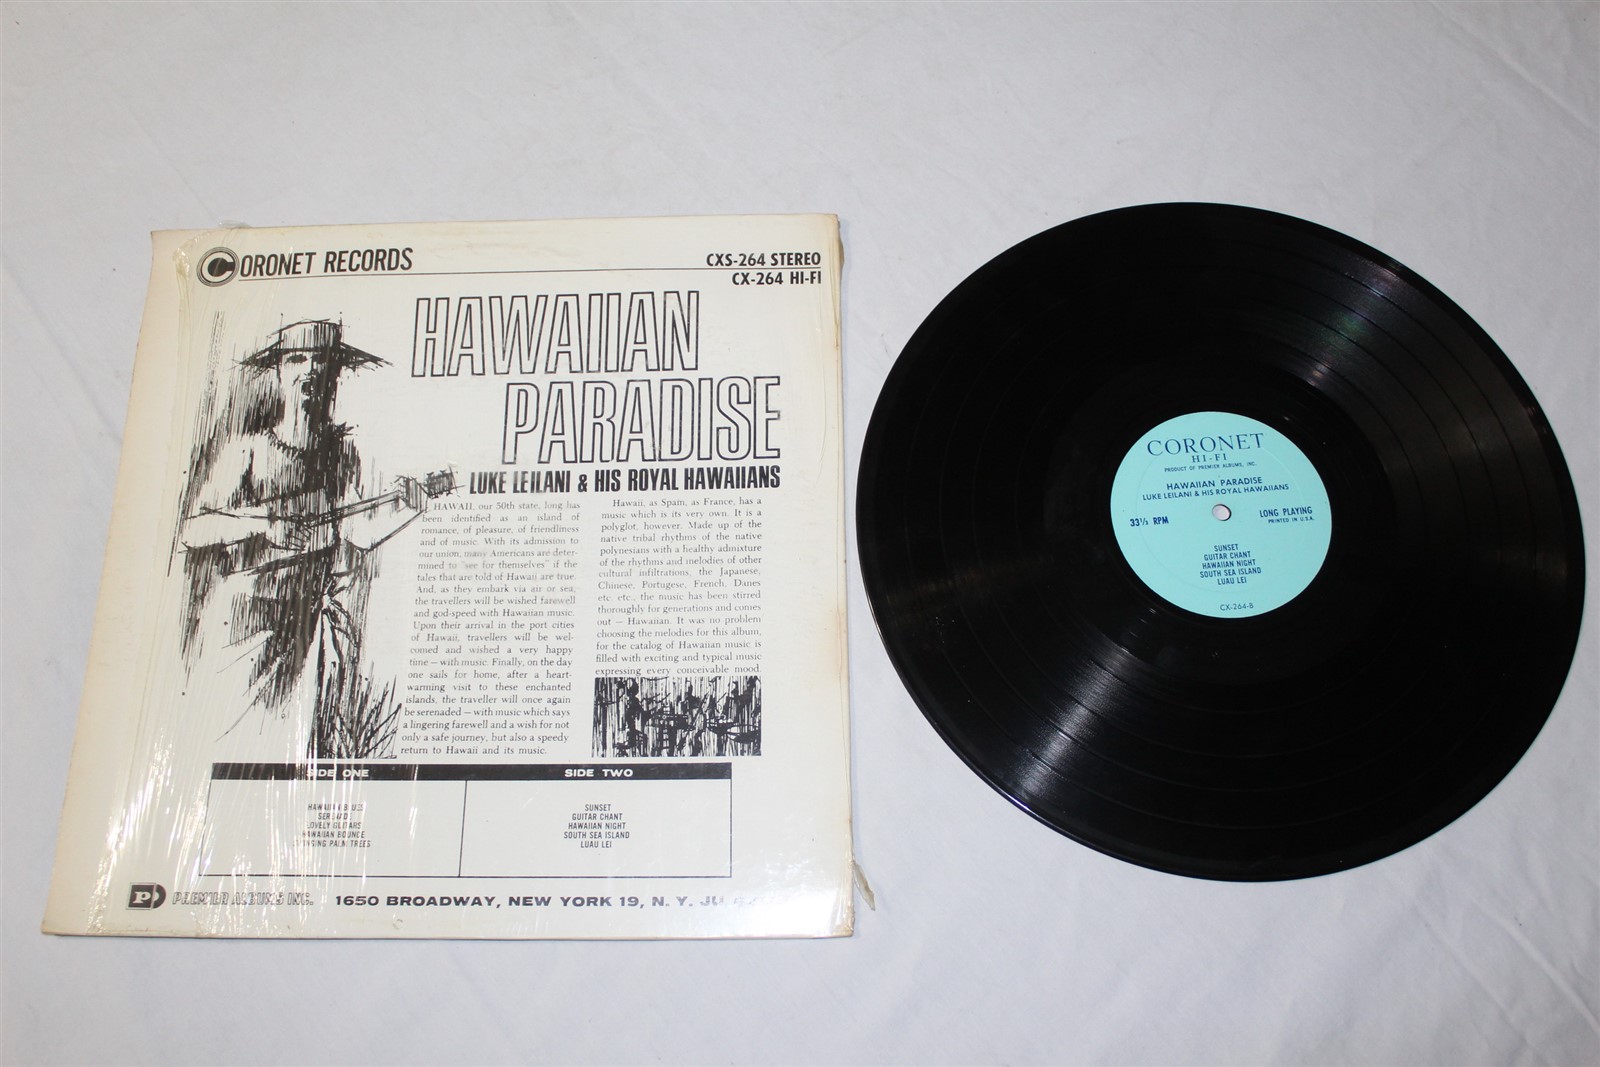 CORONET RECORDS
CXS-264 STEREO
CX-264 HI-FI
HAWAIIAN
PARADISE
LUKE LEILANI & HIS ROYAL HAWAIIANS
HAWAII, our 50th state, long has
been identified as an island of
romance, of pleasure, of friendliness
and of music. With its admission to
our union, many Americans are deter-
mined to "see for themselves" if the
tales that are told of Hawaii are true.
And, as they embark via air or sea,
the travellers will be wished farewell
and god-speed with Hawaiian music.
Upon their arrival in the port cities
of Hawaii, travellers will be wel-
comed and wished a very happy
time – with music. Finally, on the day
one sails for home, after a heart-
warming visit to these enchanted
islands, the traveller will once again
be serenaded – with music which says
a lingering farewell and a wish for not
only a safe journey, but also a speedy
return to Hawaii and its music.
Hawaii, as Spain, as France, has a
music which is its very own. It is a
polyglot, however. Made up of the
native tribal rhythms of the native
polynesians with a healthy admixture
of the rhythms and melodies of other
cultural infiltrations, the Japanese,
Chinese, Portugese, French, Danes
etc. etc., the music has been stirred
thoroughly for generations and comes
out – Hawaiian. It was no problem
choosing the melodies for this album,
for the catalog of Hawaiian music is
filled with exciting and typical music
expressing every conceivable mood.
SIDE ONE
HAWAIIAN BLUES
SERENADE
LOVELY GUITARS
HAWAIIAN BOUNCE
SINGING PALM TREES
SIDE TWO
SUNSET
GUITAR CHANT
HAWAIIAN NIGHT
SOUTH SEA ISLAND
LUAU LEI
P PREMIER ALBUMS INC. 1650 BROADWAY, NEW YORK 19, N. Y.
CORONET
HI-FI
PRODUCT OF PREMIER ALBUMS, INC.
HAWAIIAN PARADISE
LUKE LEILANI & HIS ROYAL HAWAIIANS
33⅓ RPM
LONG PLAYING
PRINTED IN U.S.A.
SUNSET
GUITAR CHANT
HAWAIIAN NIGHT
SOUTH SEA ISLAND
LUAU LEI
CX-264-B